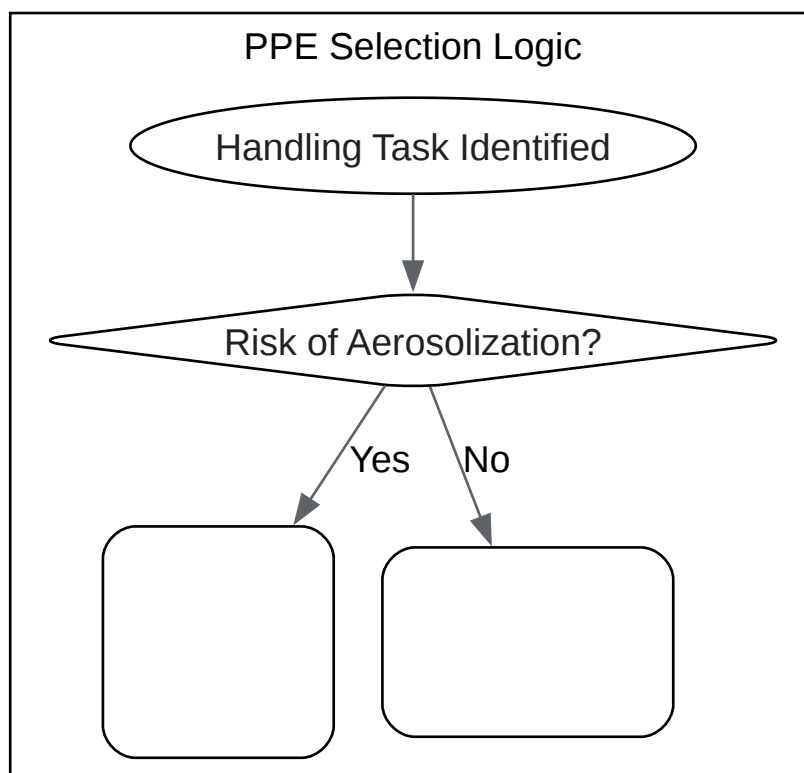 PPE Selection Logic
Handling Task Identified
Risk of Aerosolization?
Yes
No